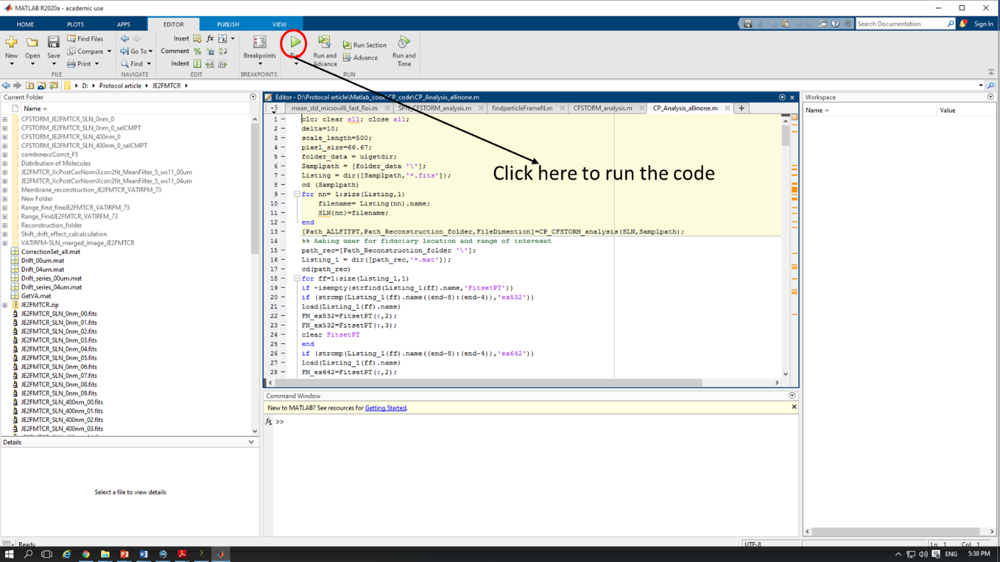 MATLAB R2020a - academic use
HOME PLOTS APPS EDITOR PUBLISH VIEW
Search Documentation Sign In
New Open Save Find Files Compare Print
Go To Find
Insert fx Comment % Indent
Breakpoints Run Run and Advance Run Section Advance Run and Time
FILE NAVIGATE EDIT BREAKPOINTS RUN
D: Protocol article JE2FMTCR
Current Folder
Name
CFSTORM_JE2FMTCR_SLN_0nm_0
CFSTORM_JE2FMTCR_SLN_0nm_0_selCMPT
CFSTORM_JE2FMTCR_SLN_400nm_0
CFSTORM_JE2FMTCR_SLN_400nm_0_selCMPT
combinexcCorrct_F5
Distribution of Molecules
JE2FMTCR_XcPostCorNormXcorr2fit_MeanFilter_5_ws11_00um
JE2FMTCR_XcPostCorNormXcorr2fit_MeanFilter_5_ws11_04um
Membrane_reconstruction_JE2FMTCR_VATIRFM_73
New Folder
Range_find_fineJE2FMTCR_VATIRFM_73
Range_FindJE2FMTCR_VATIRFM_73
Reconstruction_folder
Shift_drift_effect_calcalculation
VATIRFM-SLN_merged_image_JE2FMTCR
CorrectionSet_all.mat
Drift_00um.mat
Drift_04um.mat
Drift_series_00um.mat
Drift_series_04um.mat
GetVA.mat
JE2FMTCR.zip
JE2FMTCR_SLN_0nm_00.fits
JE2FMTCR_SLN_0nm_01.fits
JE2FMTCR_SLN_0nm_02.fits
JE2FMTCR_SLN_0nm_03.fits
JE2FMTCR_SLN_0nm_04.fits
JE2FMTCR_SLN_0nm_05.fits
JE2FMTCR_SLN_0nm_06.fits
JE2FMTCR_SLN_0nm_07.fits
JE2FMTCR_SLN_0nm_08.fits
JE2FMTCR_SLN_0nm_09.fits
JE2FMTCR_SLN_400nm_00.fits
JE2FMTCR_SLN_400nm_01.fits
JE2FMTCR_SLN_400nm_02.fits
JE2FMTCR_SLN_400nm_03.fits
Details
Select a file to view details
Editor - D:\Protocol article\Matlab_code\CP_code\CP_Analysis_allinone.m
+5 mean_std_microvilli_fast_Roi.m SPN_CFSTORM_analysis.m findparticleFrameN.m CFSTORM_analysis.m CP_Analysis_allinone.m
1 - clc; clear all; close all;
2 - delta=10;
3 - scale_length=500;
4 - pixel_size=66.67;
5 - folder_data = uigetdir;
6 - Samplpath = [folder_data '\'];
7 - Listing = dir([Samplpath,'*.fits']);
8 - cd (Samplpath)
9 - for nn= 1:size(Listing,1)
10 - filename= Listing(nn).name;
11 - SLN{nn}=filename;
12 - end
13 - [Path_ALLFITPT,Path_Reconstruction_folder,FileDimention]=CP_CFSTORM_analysis(SLN,Samplpath);
14 %% Asking user for fiduciary location and range of intereset
15 - path_rec=[Path_Reconstruction_folder '\'];
16 - Listing_1 = dir([path_rec,'*.mat']);
17 - cd(path_rec)
18 - for ff=1:size(Listing_1,1)
19 - if ~isempty(strfind(Listing_1(ff).name,'FitsetPT'))
20 - if (strcmp(Listing_1(ff).name((end-8):(end-4)),'ex532'))
21 - load(Listing_1(ff).name)
22 - FM_ex532=FitsetPT(:,2);
23 - FN_ex532=FitsetPT(:,3);
24 - clear FitsetPT
25 - end
26 - if (strcmp(Listing_1(ff).name((end-8):(end-4)),'ex642'))
27 - load(Listing_1(ff).name)
28 - FM_ex642=FitsetPT(:,2);
Click here to run the code
Command Window
New to MATLAB? See resources for Getting Started.
fx >>
Workspace
Name Value
Ready
UTF-8
Ln 1 Col 1
ENG 5:38 PM